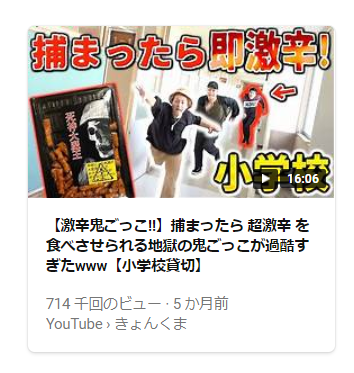 捕まったら即激辛!
小学校
16:06
【激辛鬼ごっこ!!】捕まったら 超激辛 を
食べさせられる地獄の鬼ごっこが過酷す
ぎたwww【小学校貸切】
714 千回のビュー · 5 か月前
YouTube › きょんくま